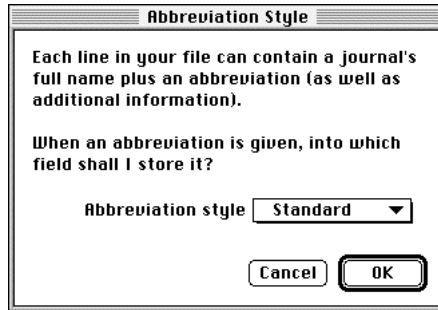 Abbreviation Style
Each line in your file can contain a journal's
full name plus an abbreviation (as well as
additional information).
When an abbreviation is given, into which
field shall I store it?
Abbreviation style Standard
Cancel OK